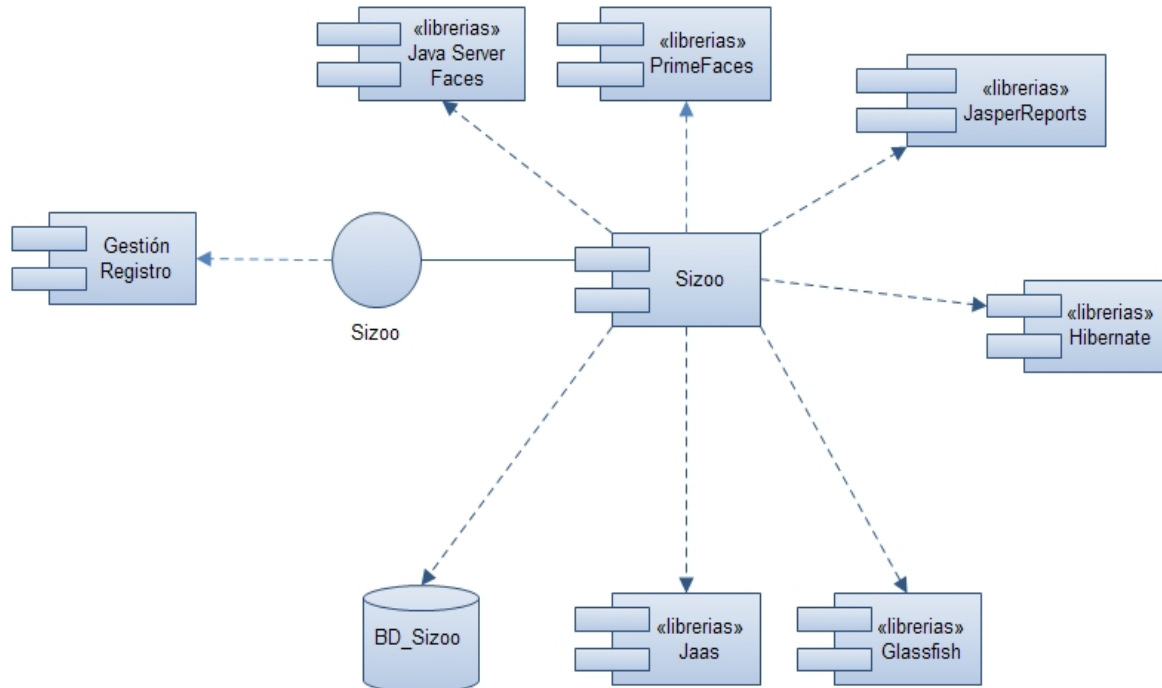 «librerias»
Java Server
Faces
«librerias»
PrimeFaces
«librerias»
JasperReports
Gestión
Registro
Sizoo
Sizoo
«librerias»
Hibernate
BD_Sizoo
«librerias»
Jaas
«librerias»
Glassfish